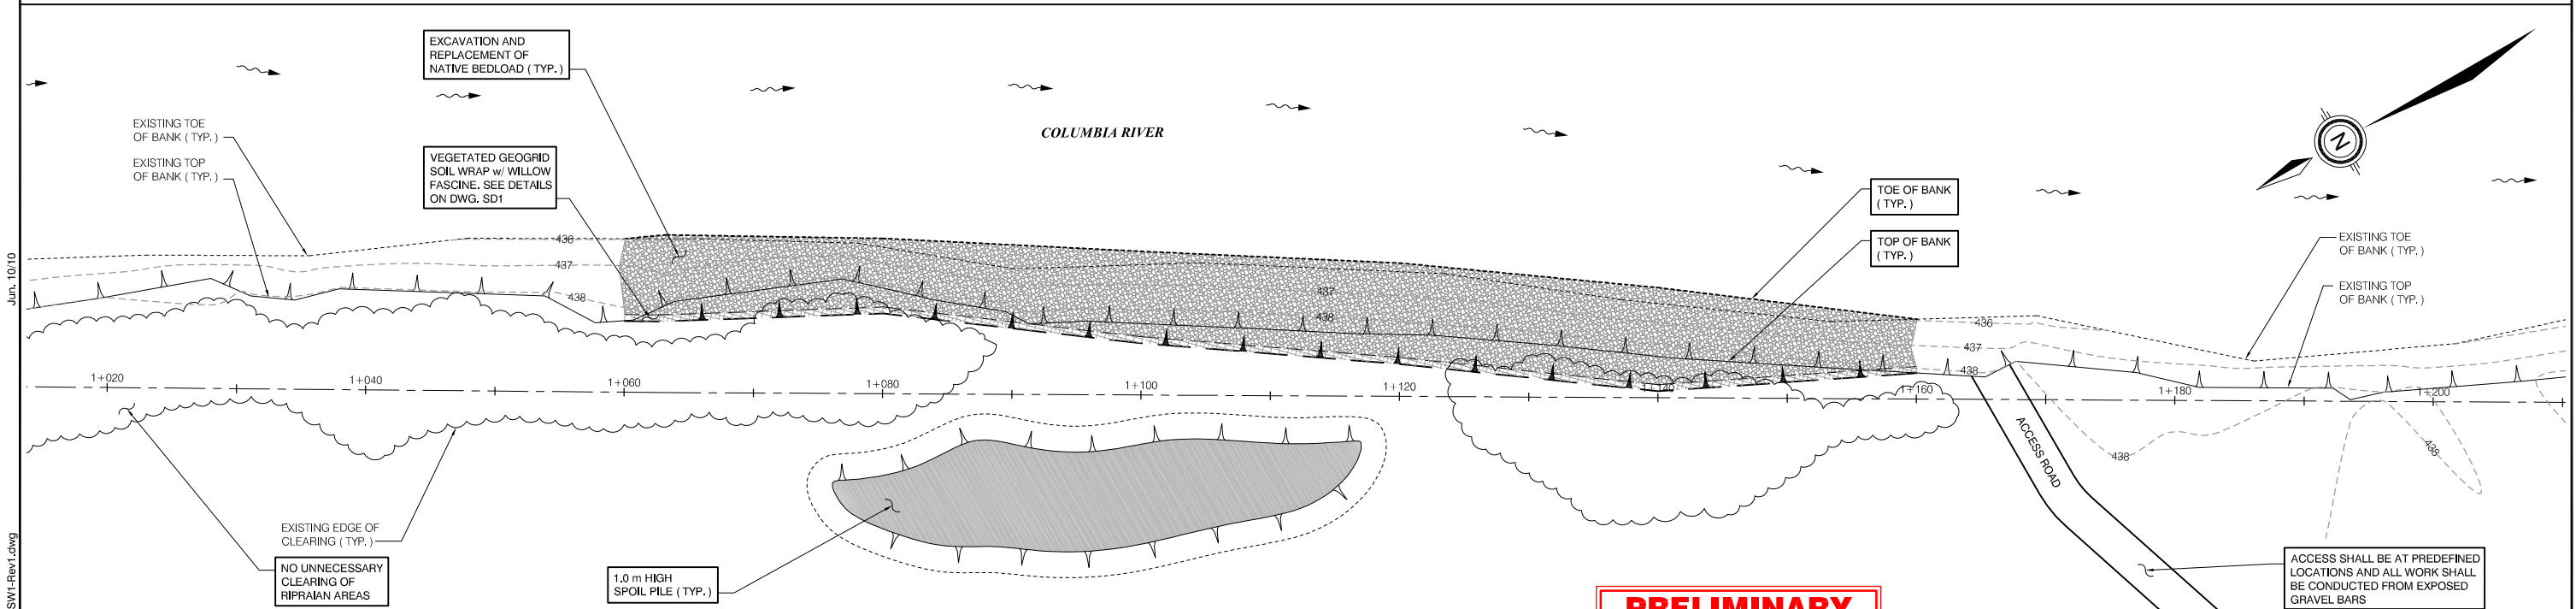 EXCAVATION AND
REPLACEMENT OF
NATIVE BEDLOAD ( TYP. )
EXISTING TOE
OF BANK ( TYP. )
EXISTING TOP
OF BANK ( TYP. )
VEGETATED GEOGRID
SOIL WRAP w/ WILLOW
FASCINE. SEE DETAILS
ON DWG. SD1
COLUMBIA RIVER
N
TOE OF BANK
( TYP. )
TOP OF BANK
( TYP. )
EXISTING TOE
OF BANK ( TYP. )
EXISTING TOP
OF BANK ( TYP. )
436
437
438
437
438
436
437
438
1+020
1+040
1+060
1+080
1+100
1+120
1+140
1+160
1+180
1+200
438
438
ACCESS ROAD
EXISTING EDGE OF
CLEARING ( TYP. )
NO UNNECESSARY
CLEARING OF
RIPRAIAN AREAS
1.0 m HIGH
SPOIL PILE ( TYP. )
PRELIMINARY
ACCESS SHALL BE AT PREDEFINED
LOCATIONS AND ALL WORK SHALL
BE CONDUCTED FROM EXPOSED
GRAVEL BARS
Jun. 10/10
SW1-Rev1.dwg